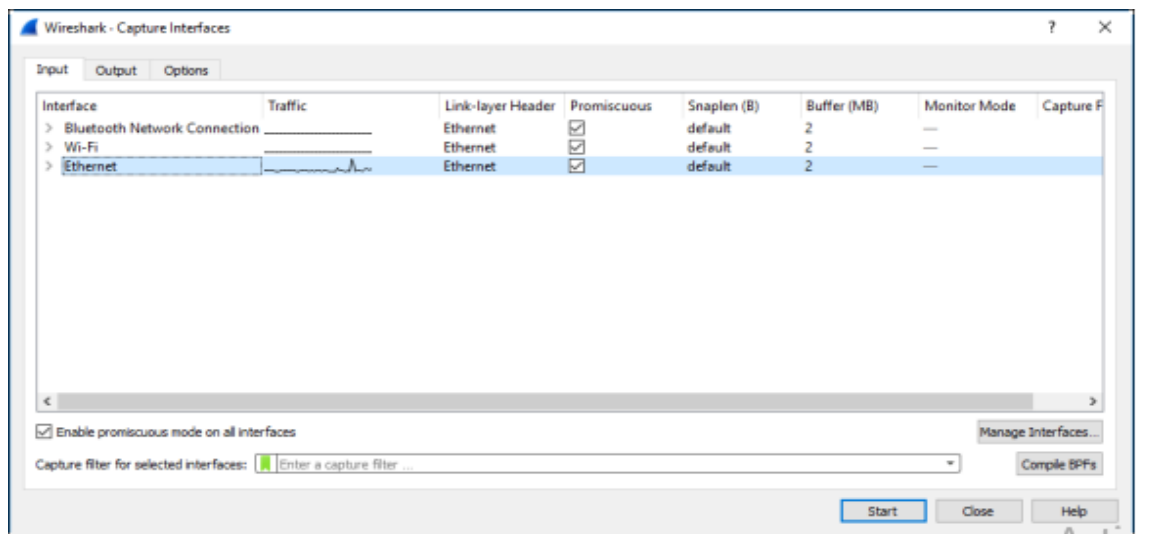 Wireshark - Capture Interfaces ? ×
Input Output Options
Interface Traffic Link-layer Header Promiscuous Snaplen (B) Buffer (MB) Monitor Mode Capture F
> Bluetooth Network Connection Ethernet default 2 —
> Wi-Fi Ethernet default 2 —
> Ethernet Ethernet default 2 —
Enable promiscuous mode on all interfaces Manage Interfaces...
Capture filter for selected interfaces: Enter a capture filter ... Compile BPFs
Start Close Help